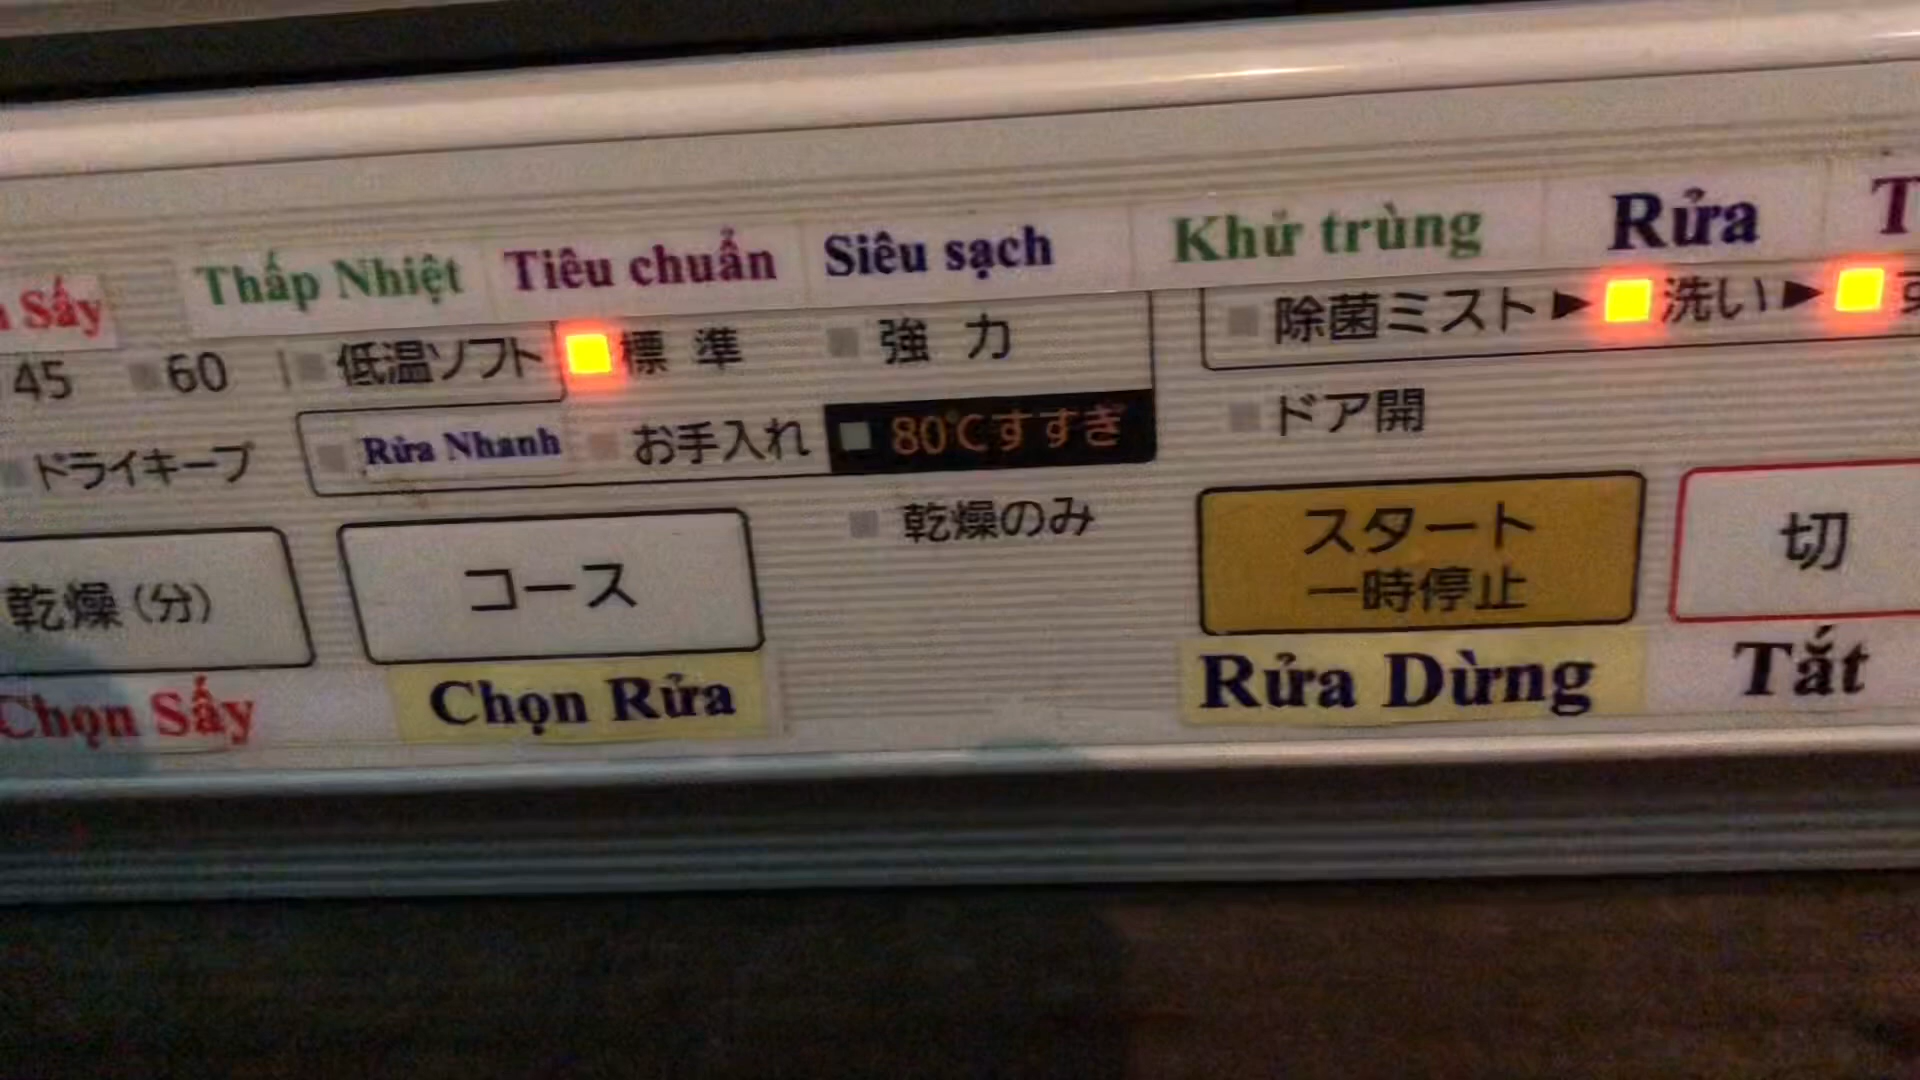 Sấy
Thấp Nhiệt
Tiêu chuẩn
Siêu sạch
Khử trùng
Rửa
45
60
低温ソフト
標準
強力
除菌ミスト▶
洗い▶
ドライキープ
Rửa Nhanh
お手入れ
80℃すすぎ
ドア開
乾燥のみ
乾燥(分)
コース
スタート
一時停止
切
Chọn Sấy
Chọn Rửa
Rửa Dừng
Tắt